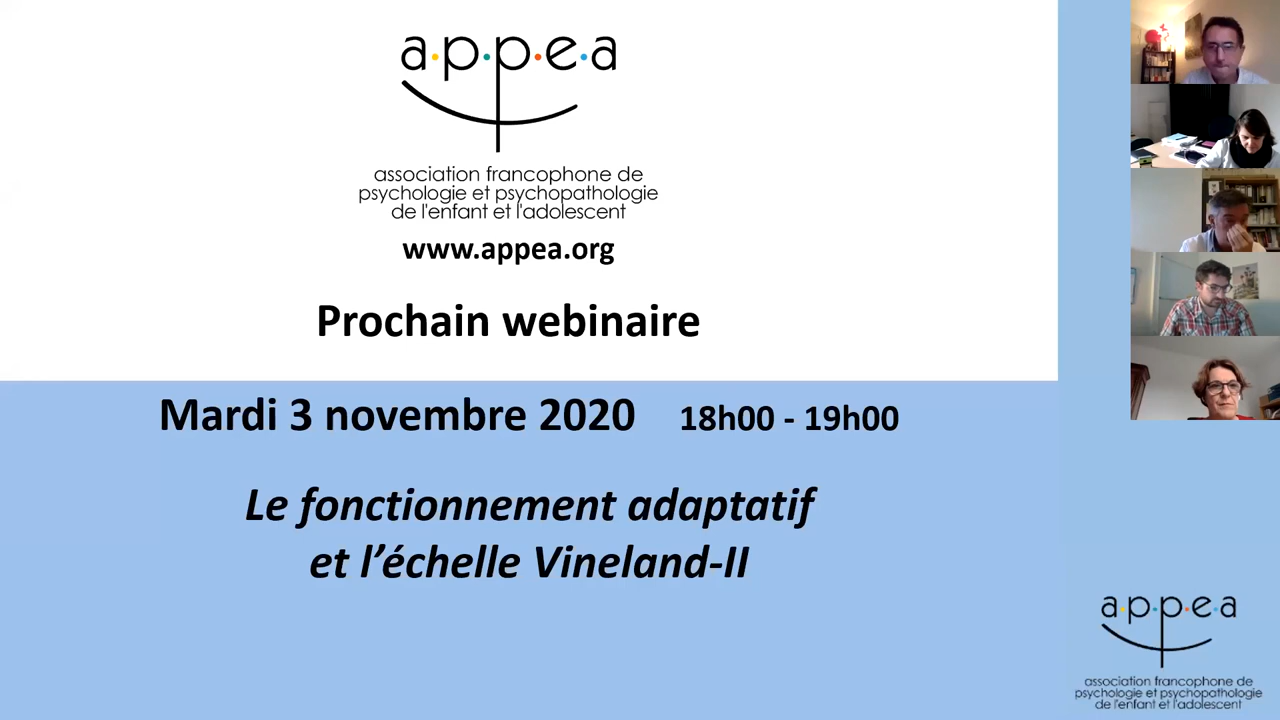 a·p·p·e·a
association francophone de
psychologie et psychopathologie
de l'enfant et l'adolescent
www.appea.org
Prochain webinaire
Mardi 3 novembre 2020 18h00 - 19h00
Le fonctionnement adaptatif
et l’échelle Vineland-II
a·p·p·e·a
association francophone de
psychologie et psychopathologie
de l'enfant et l'adolescent